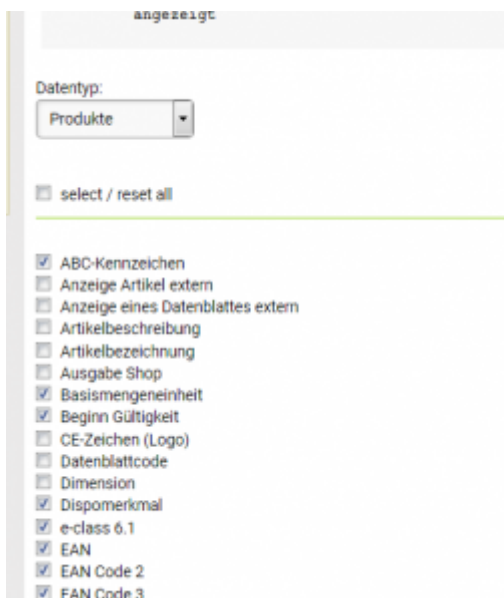 angezeigt
Datentyp:
Produkte
select / reset all
ABC-Kennzeichen
Anzeige Artikel extern
Anzeige eines Datenblattes extern
Artikelbeschreibung
Artikelbezeichnung
Ausgabe Shop
Basismengeneinheit
Beginn Gültigkeit
CE-Zeichen (Logo)
Datenblattcode
Dimension
Dispomerkmal
e-class 6.1
EAN
EAN Code 2
EAN Code 3